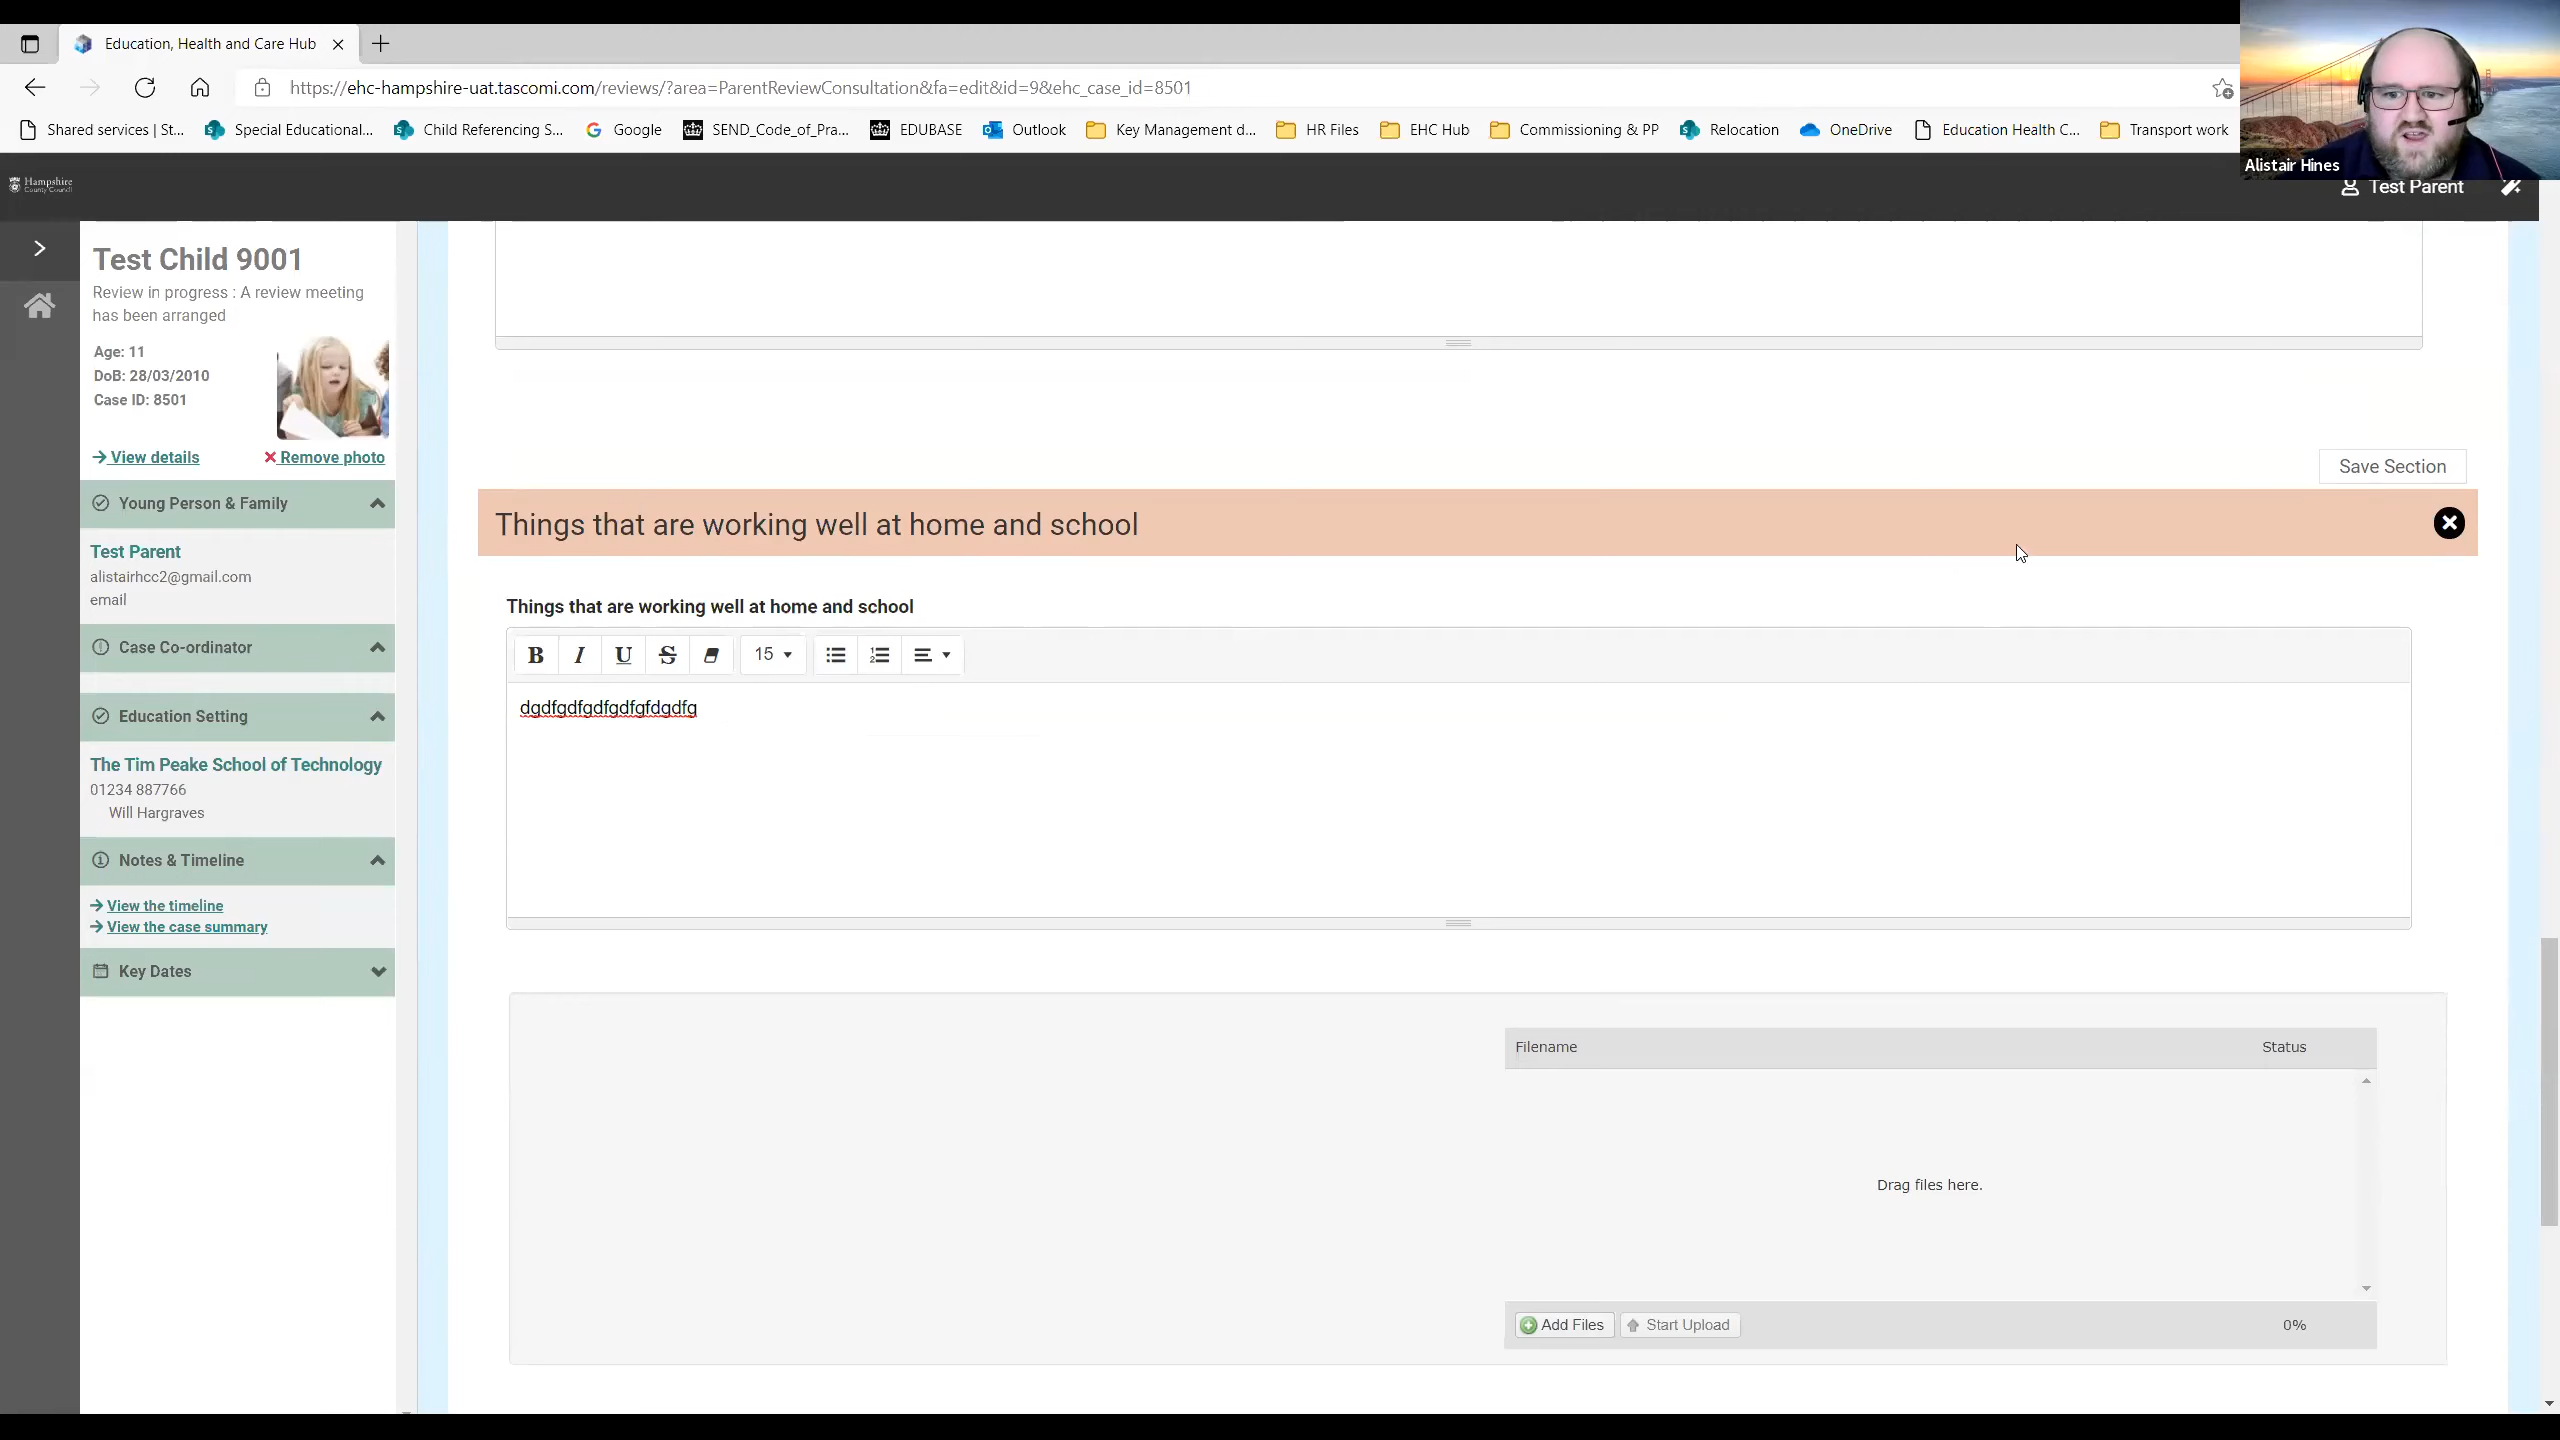 Education, Health and Care Hub
https://ehc-hampshire-uat.tascomi.com/reviews/?area=ParentReviewConsultation&fa=edit&id=9&ehc_case_id=8501
Shared services | St...
Special Educational...
Child Referencing S...
Google
SEND_Code_of_Pra...
EDUBASE
Outlook
Key Management d...
HR Files
EHC Hub
Commissioning & PP
Relocation
OneDrive
Education Health C...
Transport work
Alistair Hines
Hampshire
County Council
Test Parent
Test Child 9001
Review in progress : A review meeting
has been arranged
Age: 11
DoB: 28/03/2010
Case ID: 8501
View details
Remove photo
Young Person & Family
Test Parent
alistairhcc2@gmail.com
email
Case Co-ordinator
Education Setting
The Tim Peake School of Technology
01234 887766
Will Hargraves
Notes & Timeline
View the timeline
View the case summary
Key Dates
Save Section
Things that are working well at home and school
Things that are working well at home and school
B I U S 15
dgdfgdfgdfgdfgfdgdfg
Filename Status
Drag files here.
Add Files Start Upload 0%